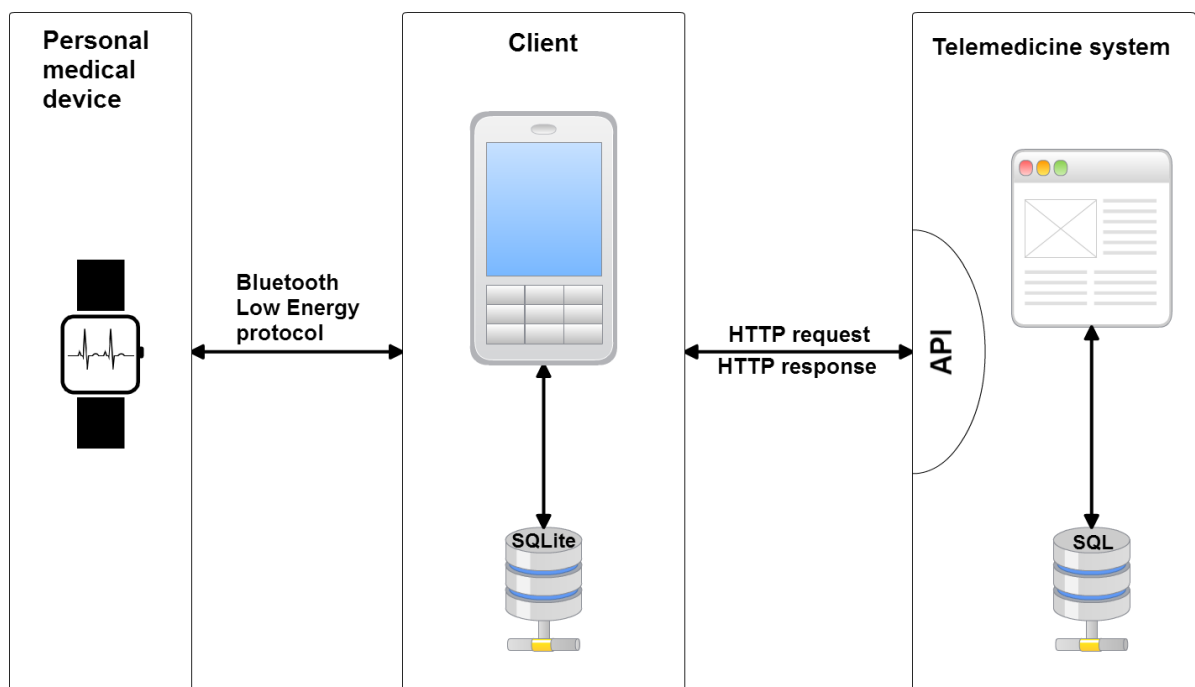 Personal
medical
device
Client
Telemedicine system
Bluetooth
Low Energy
protocol
HTTP request
HTTP response
API
SQLite
SQL